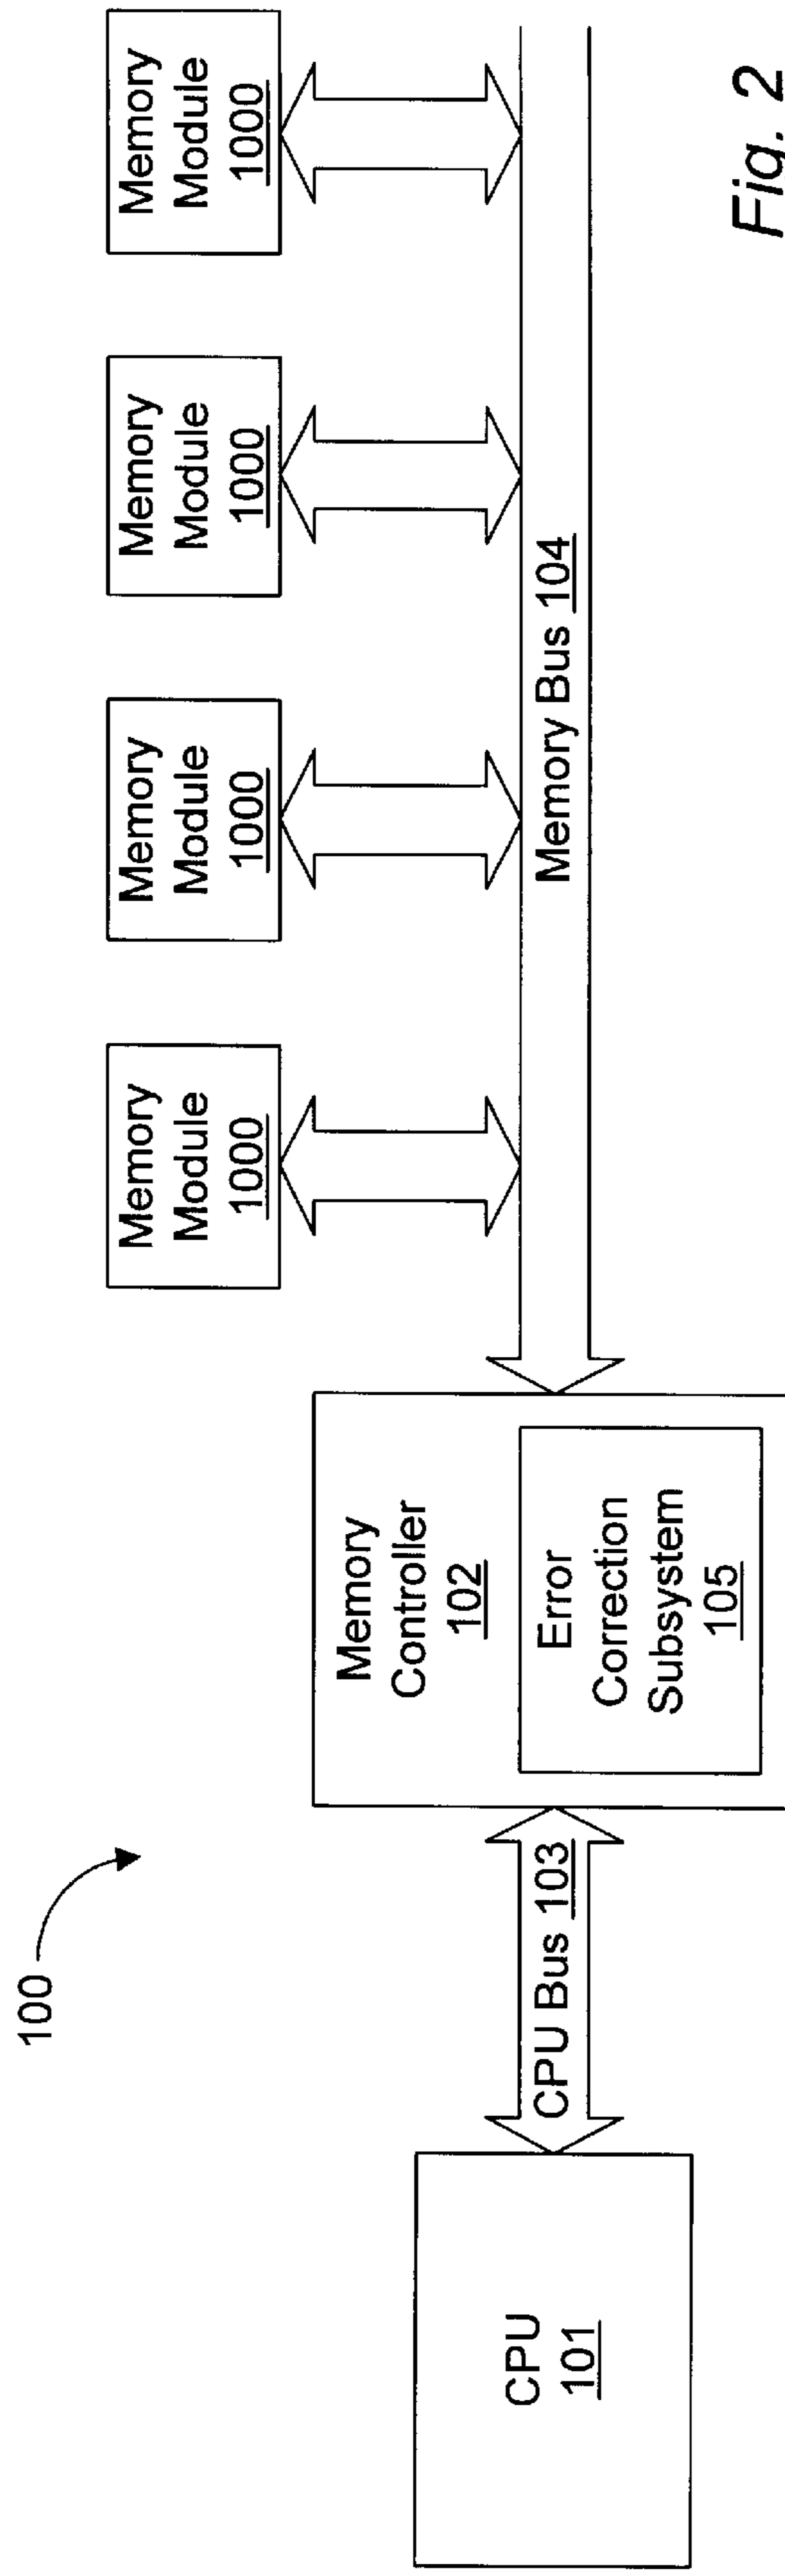 100
CPU
101
CPU Bus 103
Memory
Controller
102
Error
Correction
Subsystem
105
Memory
Module
1000
Memory
Module
1000
Memory
Module
1000
Memory
Module
1000
Memory Bus 104
Fig. 2